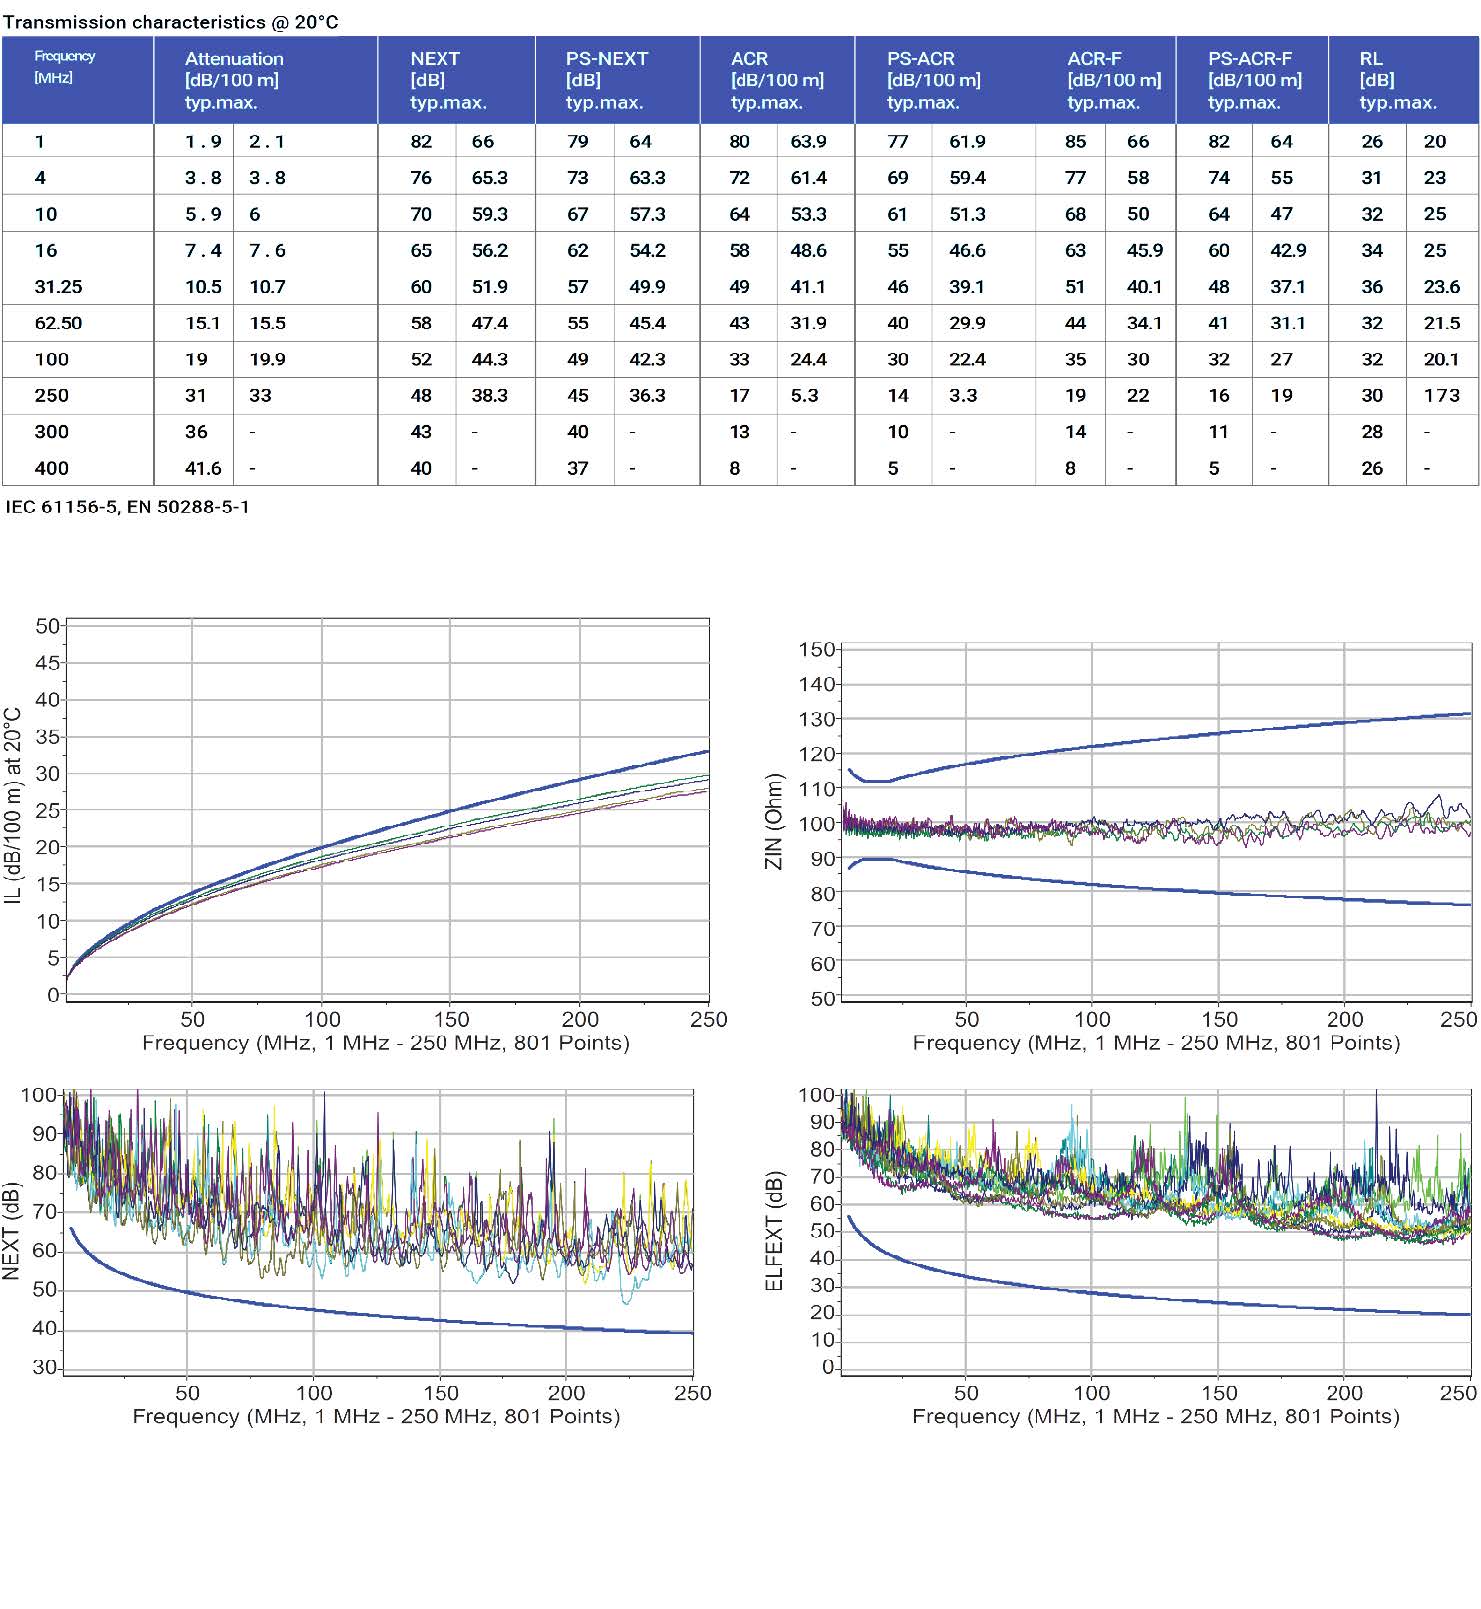 Transmission characteristics @ 20°C
Frequency Attenuation NEXT PS-NEXT ACR PS-ACR ACR-F PS-ACR-F RL
[MHz] [dB/100 m] [dB] [dB] [dB/100 m] [dB/100 m] [dB/100 m] [dB/100 m] [dB]
typ.max. typ.max. typ.max. typ.max. typ.max. typ.max. typ.max. typ.max.
1 1.9 2.1 82 66 79 64 80 63.9 77 61.9 85 66 82 64 26 20
4 3.8 3.8 76 65.3 73 63.3 72 61.4 69 59.4 77 58 74 55 31 23
10 5.9 6 70 59.3 67 57.3 64 53.3 61 51.3 68 50 64 47 32 25
16 7.4 7.6 65 56.2 62 54.2 58 48.6 55 46.6 63 45.9 60 42.9 34 25
31.25 10.5 10.7 60 51.9 57 49.9 49 41.1 46 39.1 51 40.1 48 37.1 36 23.6
62.50 15.1 15.5 58 47.4 55 45.4 43 31.9 40 29.9 44 34.1 41 31.1 32 21.5
100 19 19.9 52 44.3 49 42.3 33 24.4 30 22.4 35 30 32 27 32 20.1
250 31 33 48 38.3 45 36.3 17 5.3 14 3.3 19 22 16 19 30 173
300 36 - 43 - 40 - 13 - 10 - 14 - 11 - 28 -
400 41.6 - 40 - 37 - 8 - 5 - 8 - 5 - 26 -
IEC 61156-5, EN 50288-5-1
IL (dB/100 m) at 20°C
50
45
40
35
30
25
20
15
10
5
0
50 100 150 200 250
Frequency (MHz, 1 MHz - 250 MHz, 801 Points)
ZIN (Ohm)
150
140
130
120
110
100
90
80
70
60
50
50 100 150 200 250
Frequency (MHz, 1 MHz - 250 MHz, 801 Points)
NEXT (dB)
100
90
80
70
60
50
40
30
50 100 150 200 250
Frequency (MHz, 1 MHz - 250 MHz, 801 Points)
ELFEXT (dB)
100
90
80
70
60
50
40
30
20
10
0
50 100 150 200 250
Frequency (MHz, 1 MHz - 250 MHz, 801 Points)